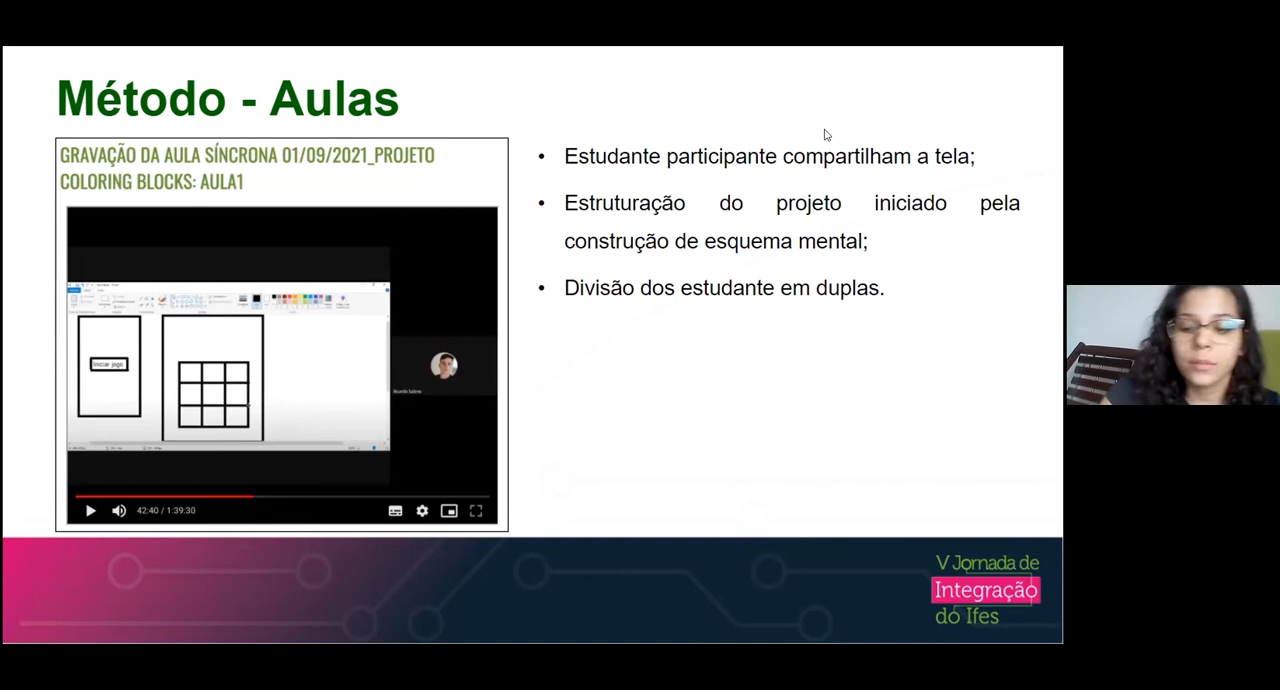 Método - Aulas
GRAVAÇÃO DA AULA SÍNCRONA 01/09/2021_PROJETO
COLORING BLOCKS: AULA1
Iniciar jogo
42:40 / 1:39:30
• Estudante participante compartilham a tela;
• Estruturação do projeto iniciado pela
construção de esquema mental;
• Divisão dos estudante em duplas.
V Jornada de
Integração
do Ifes